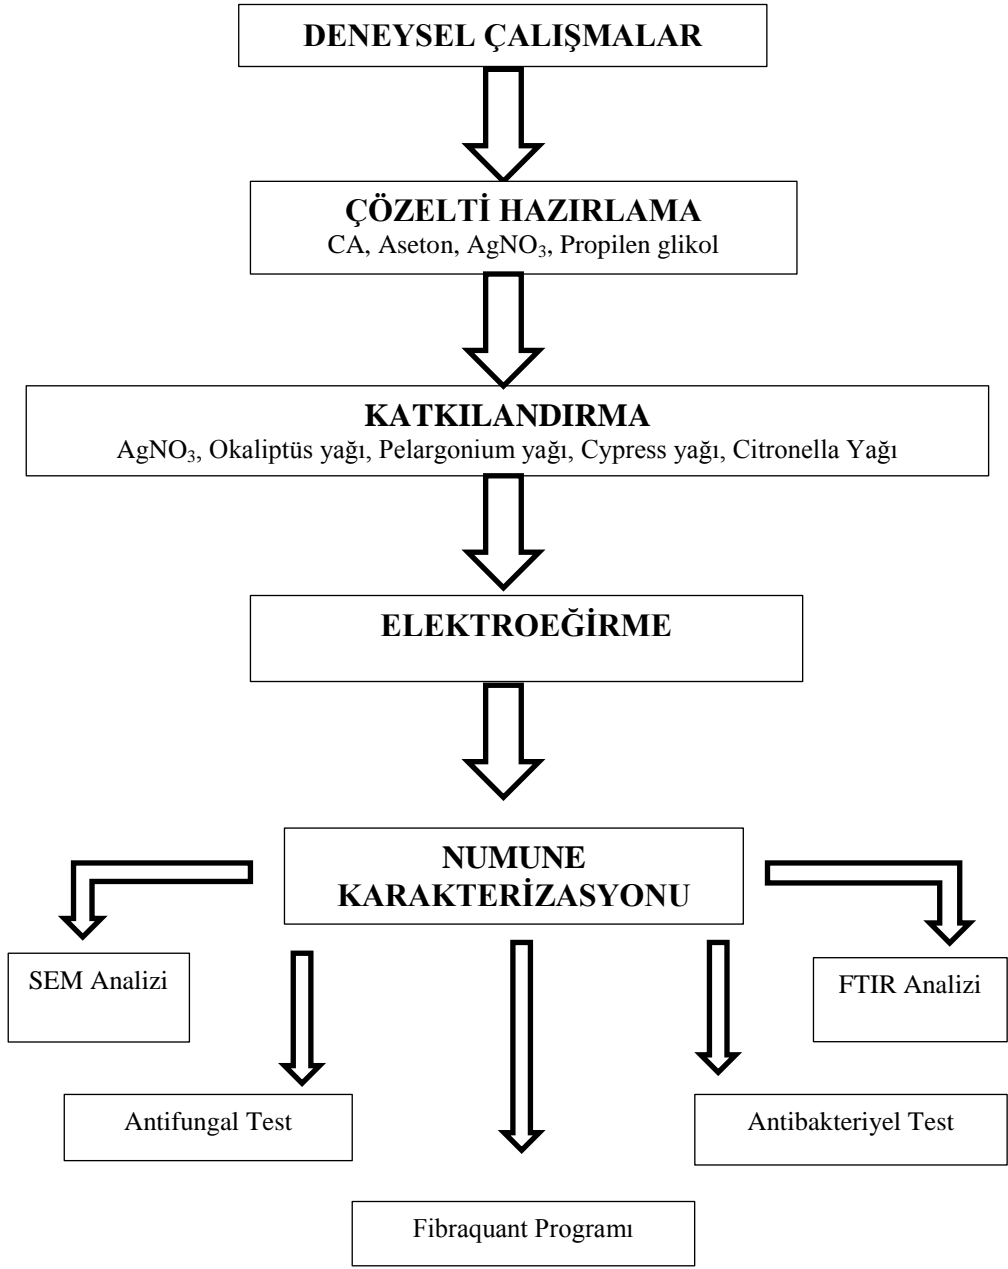 DENEYSEL ÇALIŞMALAR
ÇÖZELTİ HAZIRLAMA
CA, Aseton, AgNO₃, Propilen glikol
KATKILANDIRMA
AgNO₃, Okaliptüs yağı, Pelargonium yağı, Cypress yağı, Citronella Yağı
ELEKTROEĞİRME
NUMUNE
KARAKTERİZASYONU
SEM Analizi
FTIR Analizi
Antifungal Test
Antibakteriyel Test
Fibraquant Programı